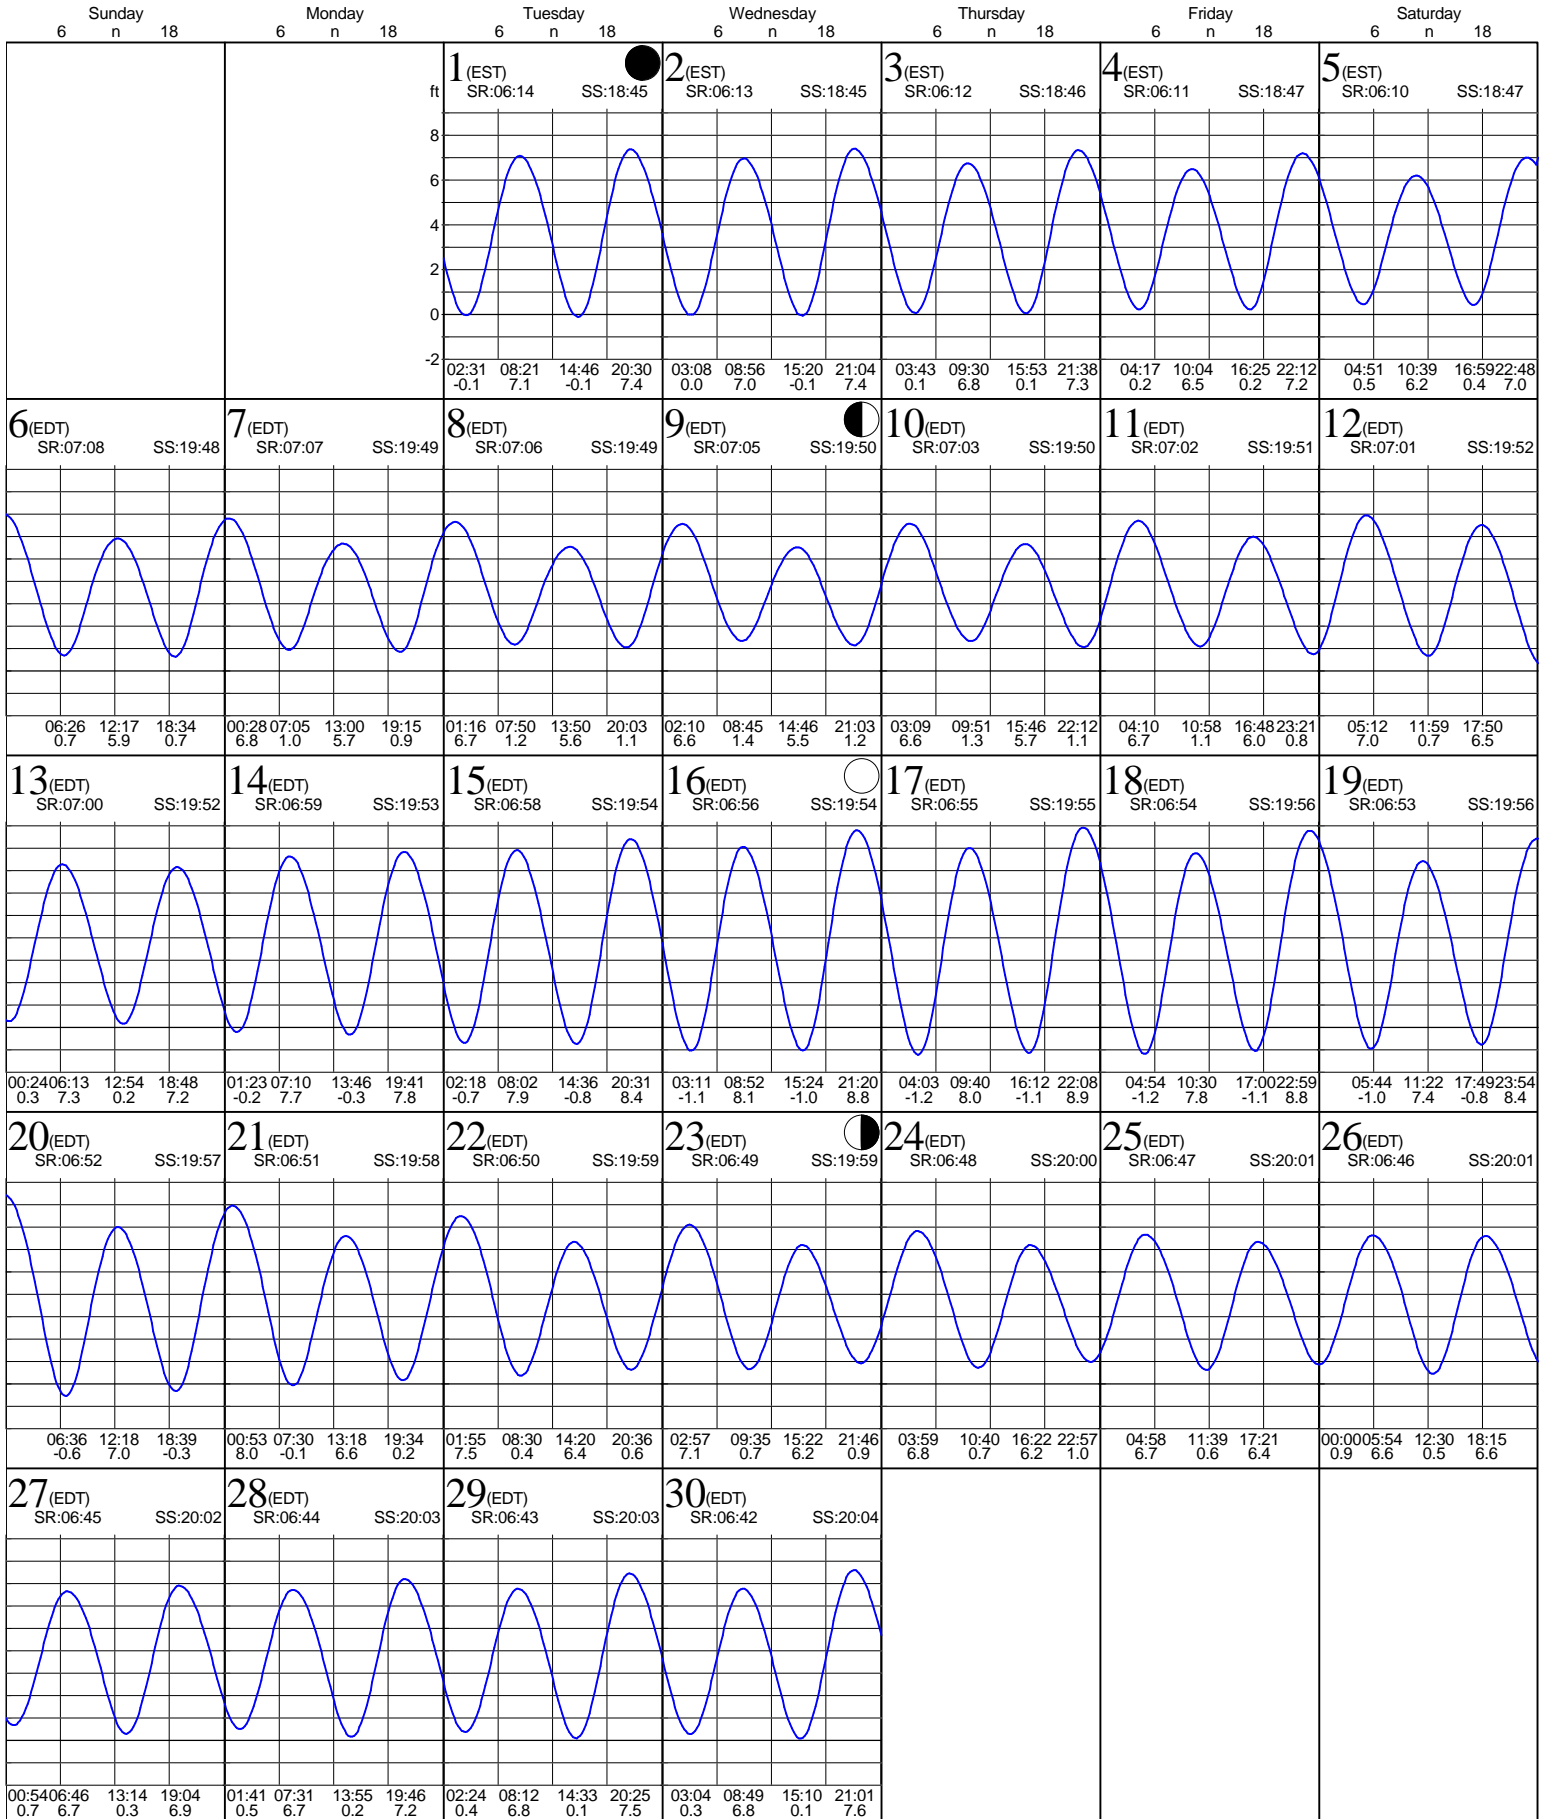 Sunday Monday Tuesday Wednesday Thursday Friday Saturday
6 n 18 6 n 18 6 n 18 6 n 18 6 n 18 6 n 18 6 n 18
1(EST) 2(EST) 3(EST) 4(EST) 5(EST)
ft SR:06:14 SS:18:45 SR:06:13 SS:18:45 SR:06:12 SS:18:46 SR:06:11 SS:18:47 SR:06:10 SS:18:47
8
6
4
2
0
-2
02:31 08:21 14:46 20:30 03:08 08:56 15:20 21:04 03:43 09:30 15:53 21:38 04:17 10:04 16:25 22:12 04:51 10:39 16:59 22:48
-0.1 7.1 -0.1 7.4 0.0 7.0 -0.1 7.4 0.1 6.8 0.1 7.3 0.2 6.5 0.2 7.2 0.5 6.2 0.4 7.0
6(EDT) 7(EDT) 8(EDT) 9(EDT) 10(EDT) 11(EDT) 12(EDT)
SR:07:08 SS:19:48 SR:07:07 SS:19:49 SR:07:06 SS:19:49 SR:07:05 SS:19:50 SR:07:03 SS:19:50 SR:07:02 SS:19:51 SR:07:01 SS:19:52
06:26 12:17 18:34 00:28 07:05 13:00 19:15 01:16 07:50 13:50 20:03 02:10 08:45 14:46 21:03 03:09 09:51 15:46 22:12 04:10 10:58 16:48 23:21 05:12 11:59 17:50
0.7 5.9 0.7 6.8 1.0 5.7 0.9 6.7 1.2 5.6 1.1 6.6 1.4 5.5 1.2 6.6 1.3 5.7 1.1 6.7 1.1 6.0 0.8 7.0 0.7 6.5
13(EDT) 14(EDT) 15(EDT) 16(EDT) 17(EDT) 18(EDT) 19(EDT)
SR:07:00 SS:19:52 SR:06:59 SS:19:53 SR:06:58 SS:19:54 SR:06:56 SS:19:54 SR:06:55 SS:19:55 SR:06:54 SS:19:56 SR:06:53 SS:19:56
00:24 06:13 12:54 18:48 01:23 07:10 13:46 19:41 02:18 08:02 14:36 20:31 03:11 08:52 15:24 21:20 04:03 09:40 16:12 22:08 04:54 10:30 17:00 22:59 05:44 11:22 17:49 23:54
0.3 7.3 0.2 7.2 -0.2 7.7 -0.3 7.8 -0.7 7.9 -0.8 8.4 -1.1 8.1 -1.0 8.8 -1.2 8.0 -1.1 8.9 -1.2 7.8 -1.1 8.8 -1.0 7.4 -0.8 8.4
20(EDT) 21(EDT) 22(EDT) 23(EDT) 24(EDT) 25(EDT) 26(EDT)
SR:06:52 SS:19:57 SR:06:51 SS:19:58 SR:06:50 SS:19:59 SR:06:49 SS:19:59 SR:06:48 SS:20:00 SR:06:47 SS:20:01 SR:06:46 SS:20:01
06:36 12:18 18:39 00:53 07:30 13:18 19:34 01:55 08:30 14:20 20:36 02:57 09:35 15:22 21:46 03:59 10:40 16:22 22:57 04:58 11:39 17:21 00:00 05:54 12:30 18:15
-0.6 7.0 -0.3 8.0 -0.1 6.6 0.2 7.5 0.4 6.4 0.6 7.1 0.7 6.2 0.9 6.8 0.7 6.2 1.0 6.7 0.6 6.4 0.9 6.6 0.5 6.6
27(EDT) 28(EDT) 29(EDT) 30(EDT)
SR:06:45 SS:20:02 SR:06:44 SS:20:03 SR:06:43 SS:20:03 SR:06:42 SS:20:04
00:54 06:46 13:14 19:04 01:41 07:31 13:55 19:46 02:24 08:12 14:33 20:25 03:04 08:49 15:10 21:01
0.7 6.7 0.3 6.9 0.5 6.7 0.2 7.2 0.4 6.8 0.1 7.5 0.3 6.8 0.1 7.6